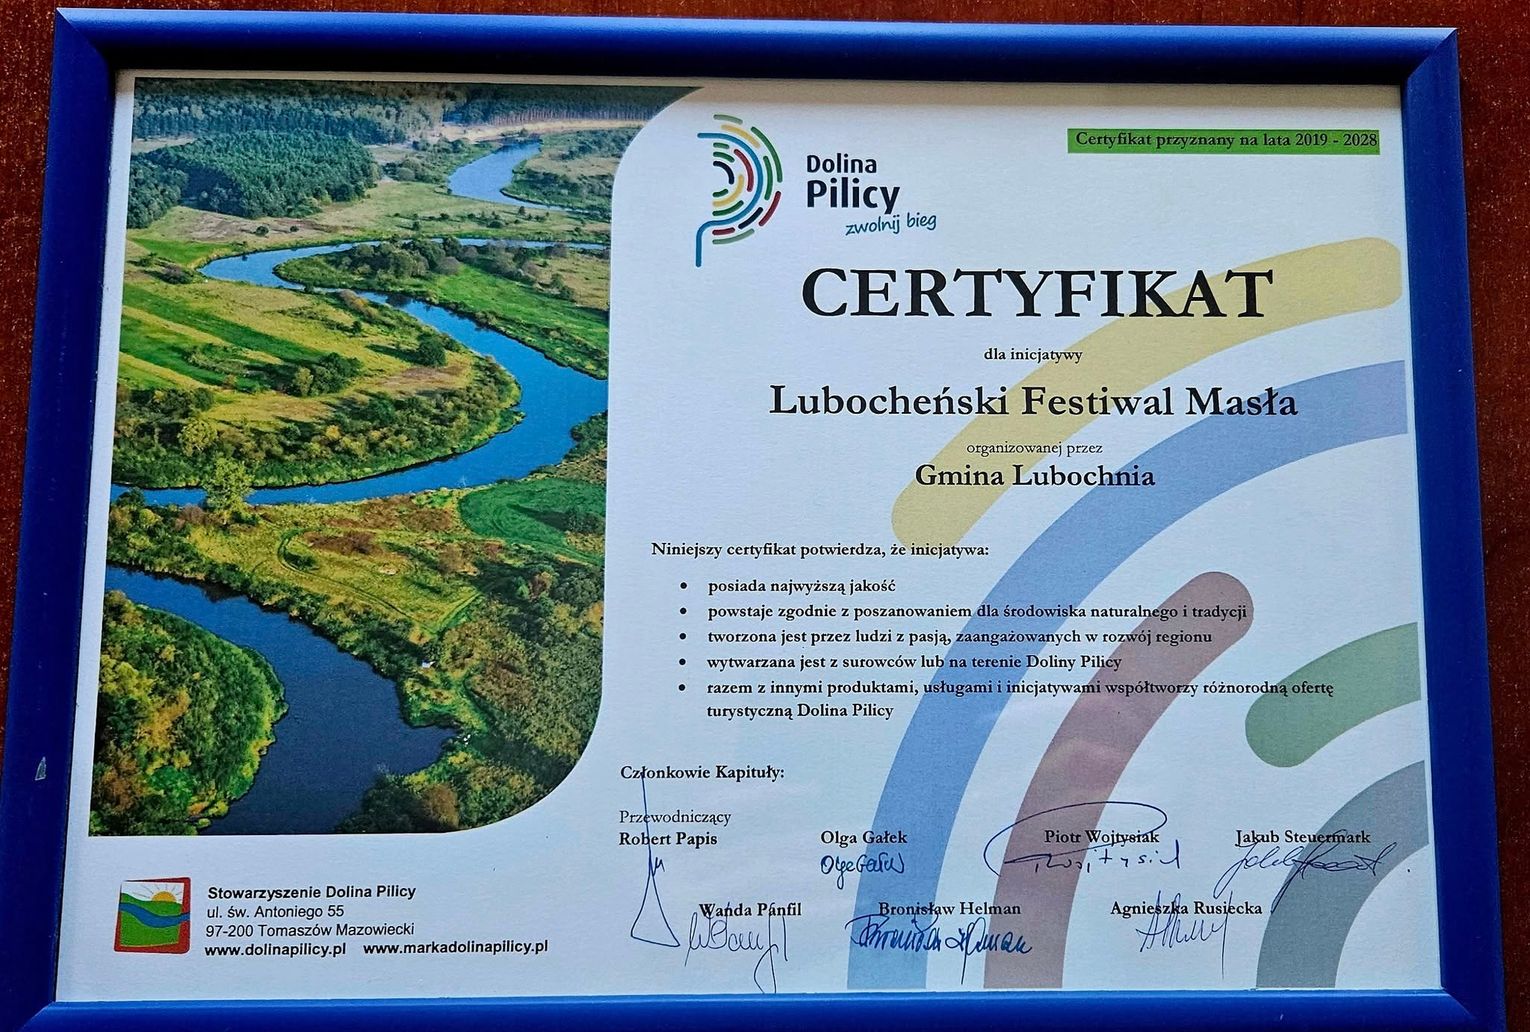 Dolina
Pilicy
zwolnij bieg
Certyfikat przyznany na lata 2019 - 2028
CERTYFIKAT
dla inicjatywy
Lubocheński Festiwal Masła
organizowanej przez
Gmina Lubochnia
Niniejszy certyfikat potwierdza, że inicjatywa:
• posiada najwyższą jakość
• powstaje zgodnie z poszanowaniem dla środowiska naturalnego i tradycji
• tworzona jest przez ludzi z pasją, zaangażowanych w rozwój regionu
• wytwarzana jest z surowców lub na terenie Doliny Pilicy
• razem z innymi produktami, usługami i inicjatywami współtworzy różnorodną ofertę
turystyczną Dolina Pilicy
Członkowie Kapituły:
Przewodniczący
Robert Papis
Olga Gałek
Piotr Wojtysiak
Jakub Steuermark
Olga Gałek
Wanda Panfil
Bronisław Helman
Agnieszka Rusiecka
Bronisław Helman
Stowarzyszenie Dolina Pilicy
ul. św. Antoniego 55
97-200 Tomaszów Mazowiecki
www.dolinapilicy.pl www.markadolinapilicy.pl